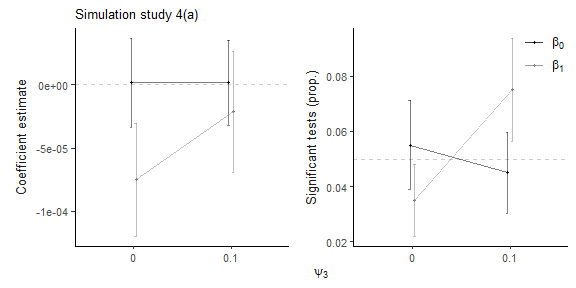 Simulation study 4(a)
Coefficient estimate
0e+00
-5e-05
-1e-04
0
0.1
Significant tests (prop.)
0.08
0.06
0.04
0.02
0
0.1
β0
β1
ψ3